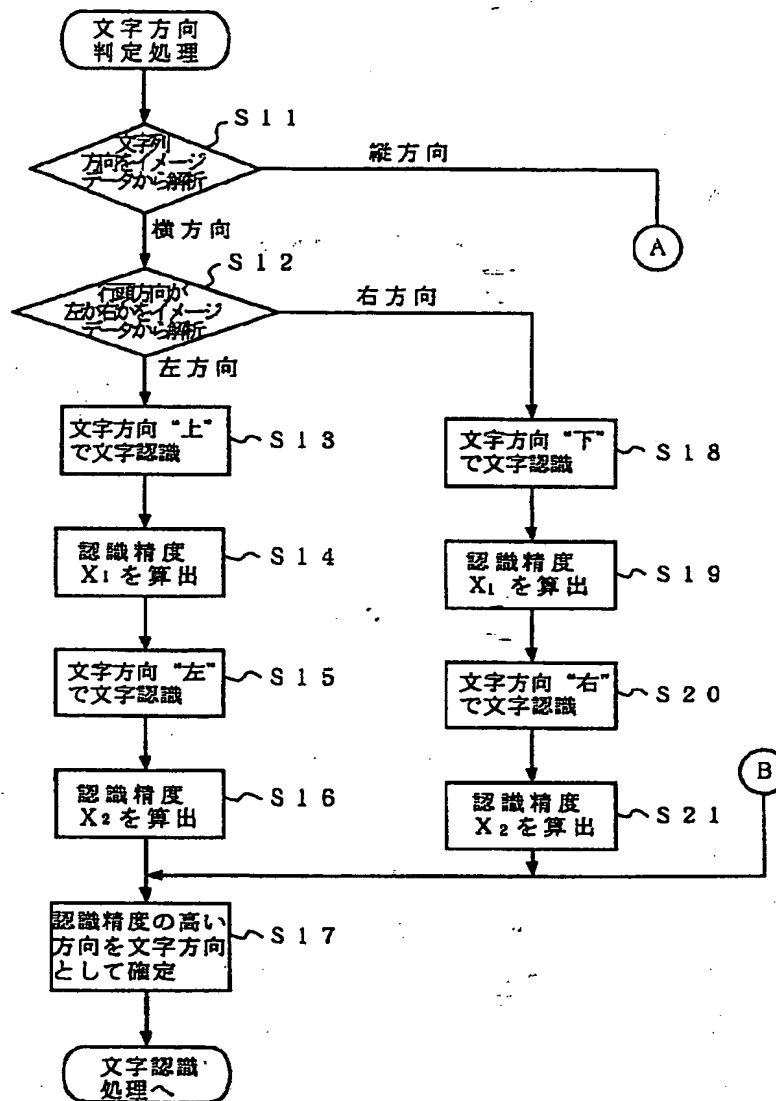 文字方向
判定処理
S11
文字列
方向をイメージ
データから解析
縦方向
A
横方向
S12
行頭方向が
左か右かをイメージ
データから解析
右方向
左方向
文字方向“上”
で文字認識
S13
文字方向“下”
で文字認識
S18
認識精度
X₁を算出
S14
認識精度
X₁を算出
S19
文字方向“左”
で文字認識
S15
文字方向“右”
で文字認識
S20
B
認識精度
X₂を算出
S16
認識精度
X₂を算出
S21
認識精度の高い
方向を文字方向
として確定
S17
文字認識
処理へ